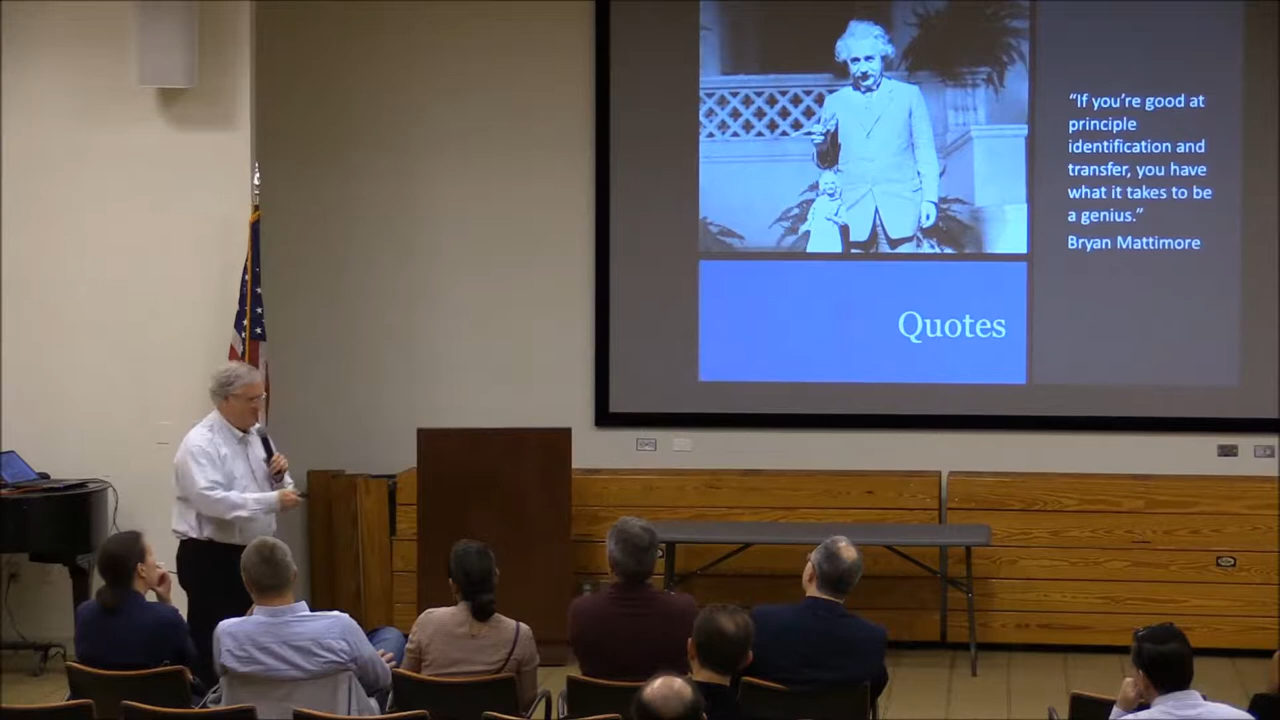 “If you’re good at
principle
identification and
transfer, you have
what it takes to be
a genius.”
Bryan Mattimore
Quotes